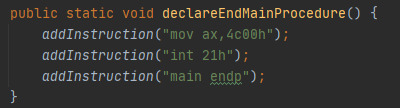 public static void declareEndMainProcedure() {
    addInstruction("mov ax,4c00h");
    addInstruction("int 21h");
    addInstruction("main endp");
}